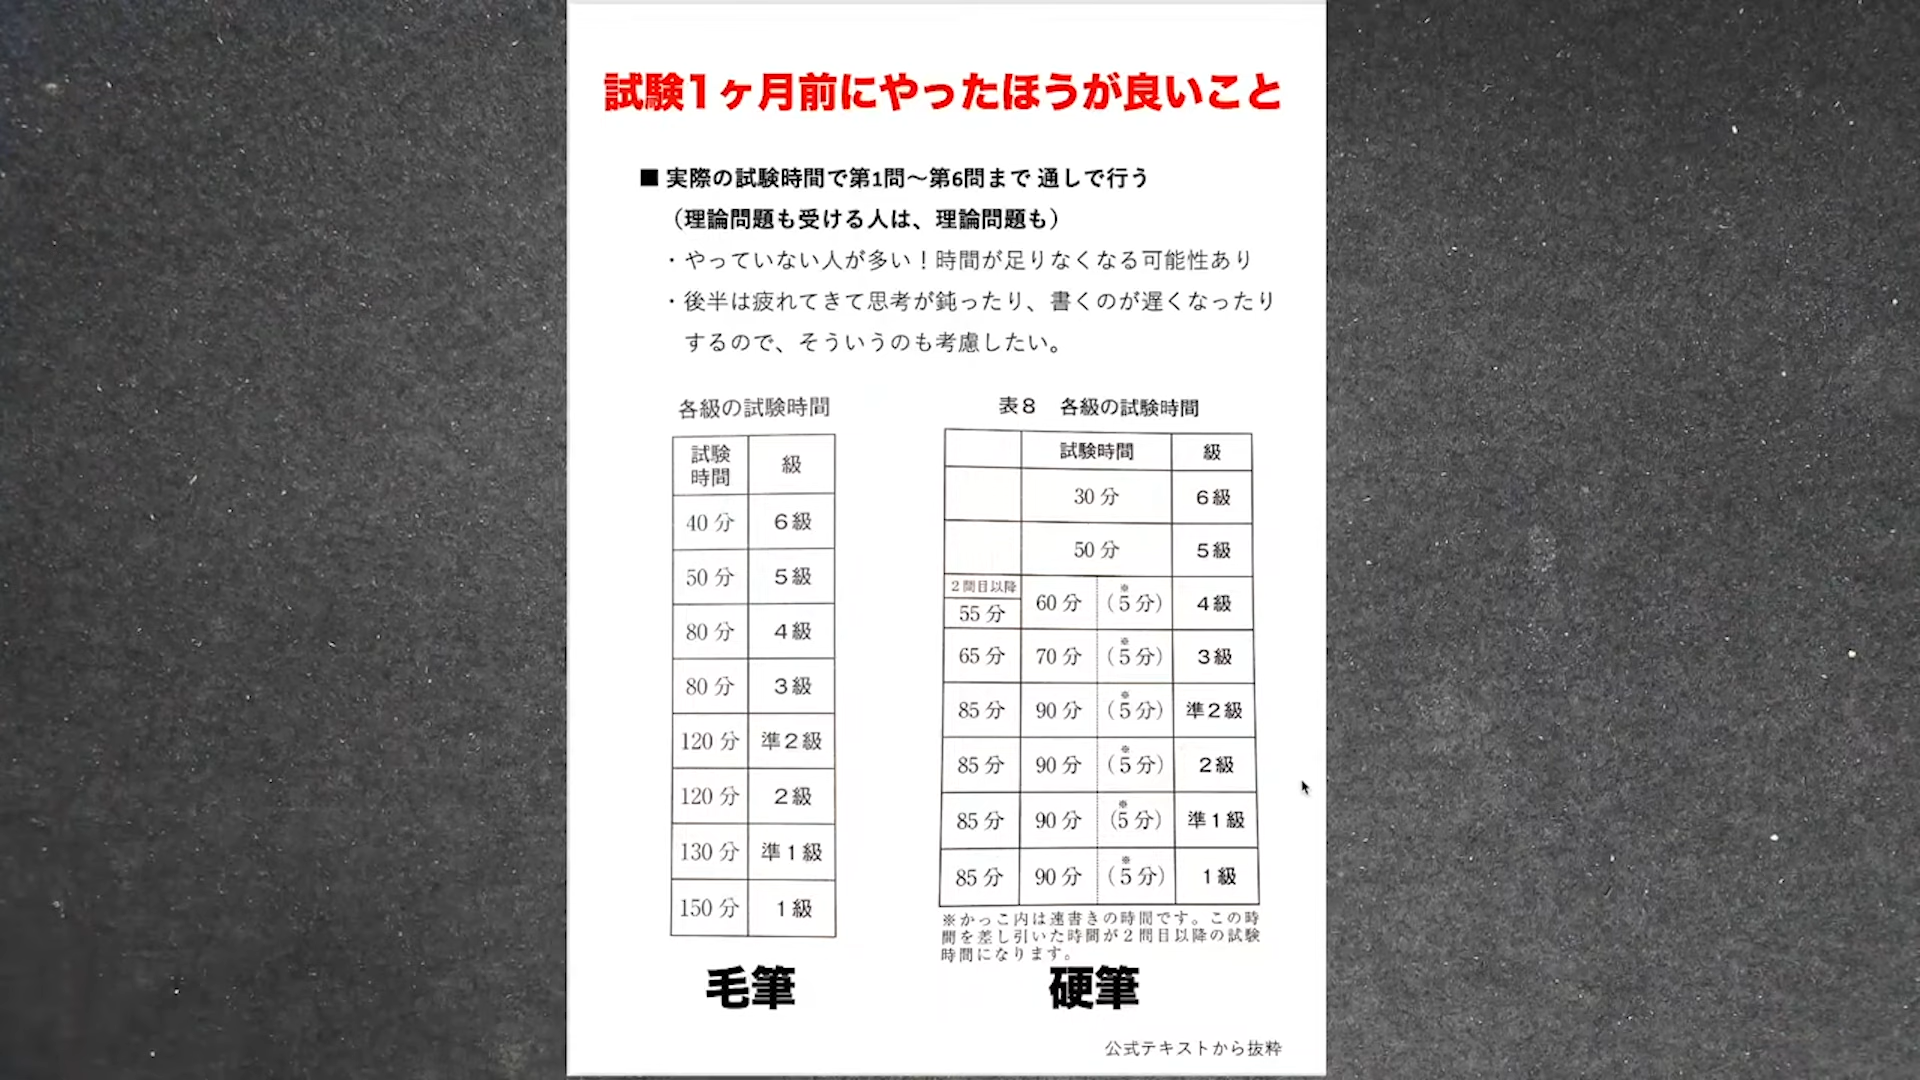 試験1ヶ月前にやったほうが良いこと
■ 実際の試験時間で第1問〜第6問まで 通しで行う
（理論問題も受ける人は、理論問題も）
・やっていない人が多い！時間が足りなくなる可能性あり
・後半は疲れてきて思考が鈍ったり、書くのが遅くなったり
するので、そういうのも考慮したい。
各級の試験時間
試験時間 級
40分 6級
50分 5級
80分 4級
80分 3級
120分 準2級
120分 2級
130分 準1級
150分 1級
毛筆
表8 各級の試験時間
試験時間 級
30分 6級
50分 5級
2問目以降
55分 60分 (※5分) 4級
65分 70分 (※5分) 3級
85分 90分 (※5分) 準2級
85分 90分 (※5分) 2級
85分 90分 (※5分) 準1級
85分 90分 (※5分) 1級
※かっこ内は速書きの時間です。この時
間を差し引いた時間が2問目以降の試験
時間になります。
硬筆
公式テキストから抜粋